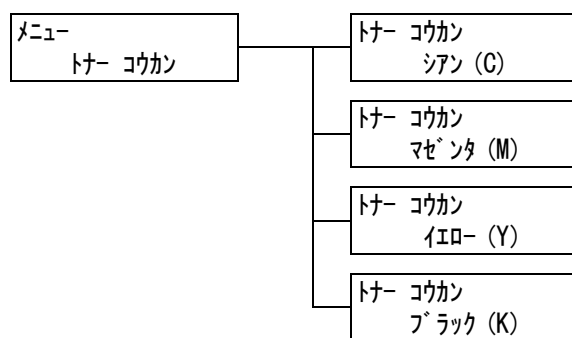 ﾒﾆｭｰ
ﾄﾅｰ ｺｳｶﾝ
ﾄﾅｰ ｺｳｶﾝ
ｼｱﾝ (C)
ﾄﾅｰ ｺｳｶﾝ
ﾏｾﾞﾝﾀ (M)
ﾄﾅｰ ｺｳｶﾝ
ｲｴﾛｰ (Y)
ﾄﾅｰ ｺｳｶﾝ
ﾌﾞﾗｯｸ (K)